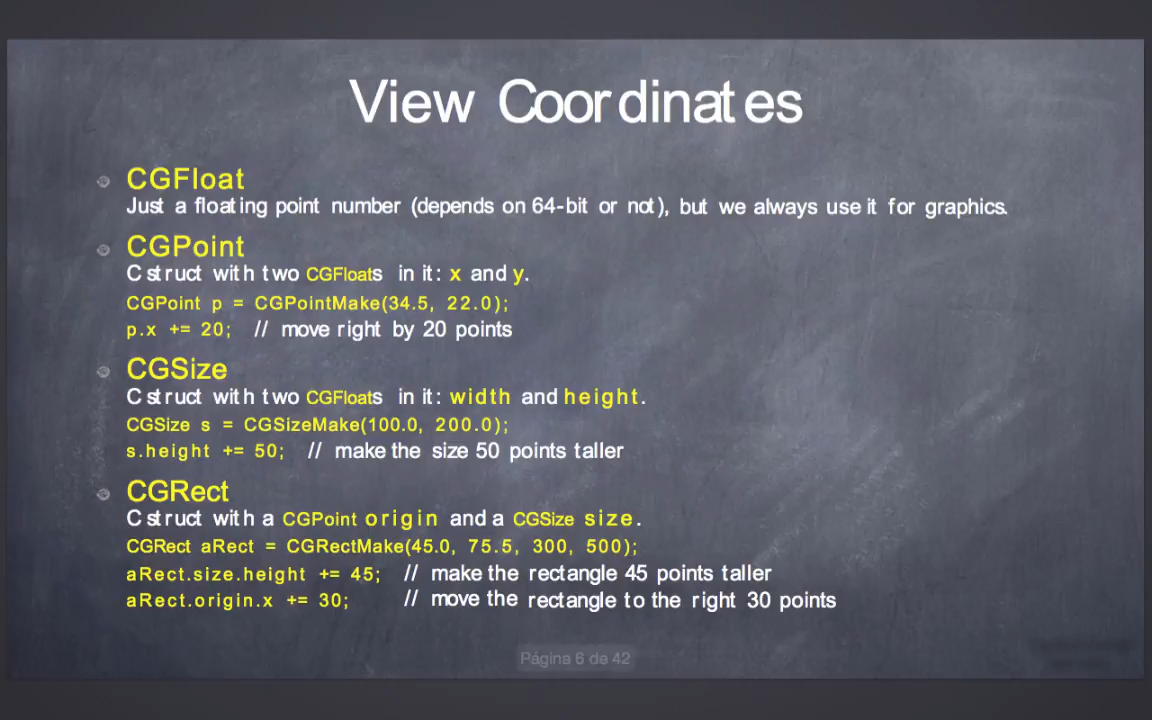 View Coordinates
CGFloat
Just a floating point number (depends on 64-bit or not), but we always use it for graphics.
CGPoint
C struct with two CGFloats in it: x and y.
CGPoint p = CGPointMake(34.5, 22.0);
p.x += 20; // move right by 20 points
CGSize
C struct with two CGFloats in it: width and height.
CGSize s = CGSizeMake(100.0, 200.0);
s.height += 50; // make the size 50 points taller
CGRect
C struct with a CGPoint origin and a CGSize size.
CGRect aRect = CGRectMake(45.0, 75.5, 300, 500);
aRect.size.height += 45; // make the rectangle 45 points taller
aRect.origin.x += 30; // move the rectangle to the right 30 points
Página 6 de 42